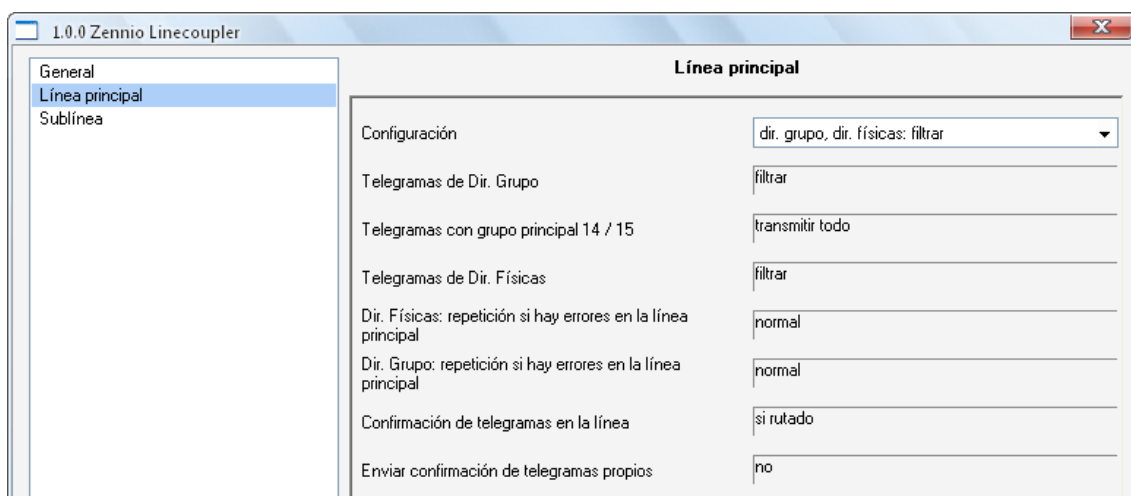 1.0.0 Zennio Linecoupler
General
Línea principal
Sublínea
Línea principal
Configuración
dir. grupo, dir. físicas: filtrar
Telegramas de Dir. Grupo
filtrar
Telegramas con grupo principal 14 / 15
transmitir todo
Telegramas de Dir. Físicas
filtrar
Dir. Físicas: repetición si hay errores en la línea
principal
normal
Dir. Grupo: repetición si hay errores en la línea
principal
normal
Confirmación de telegramas en la línea
si rutado
Enviar confirmación de telegramas propios
no